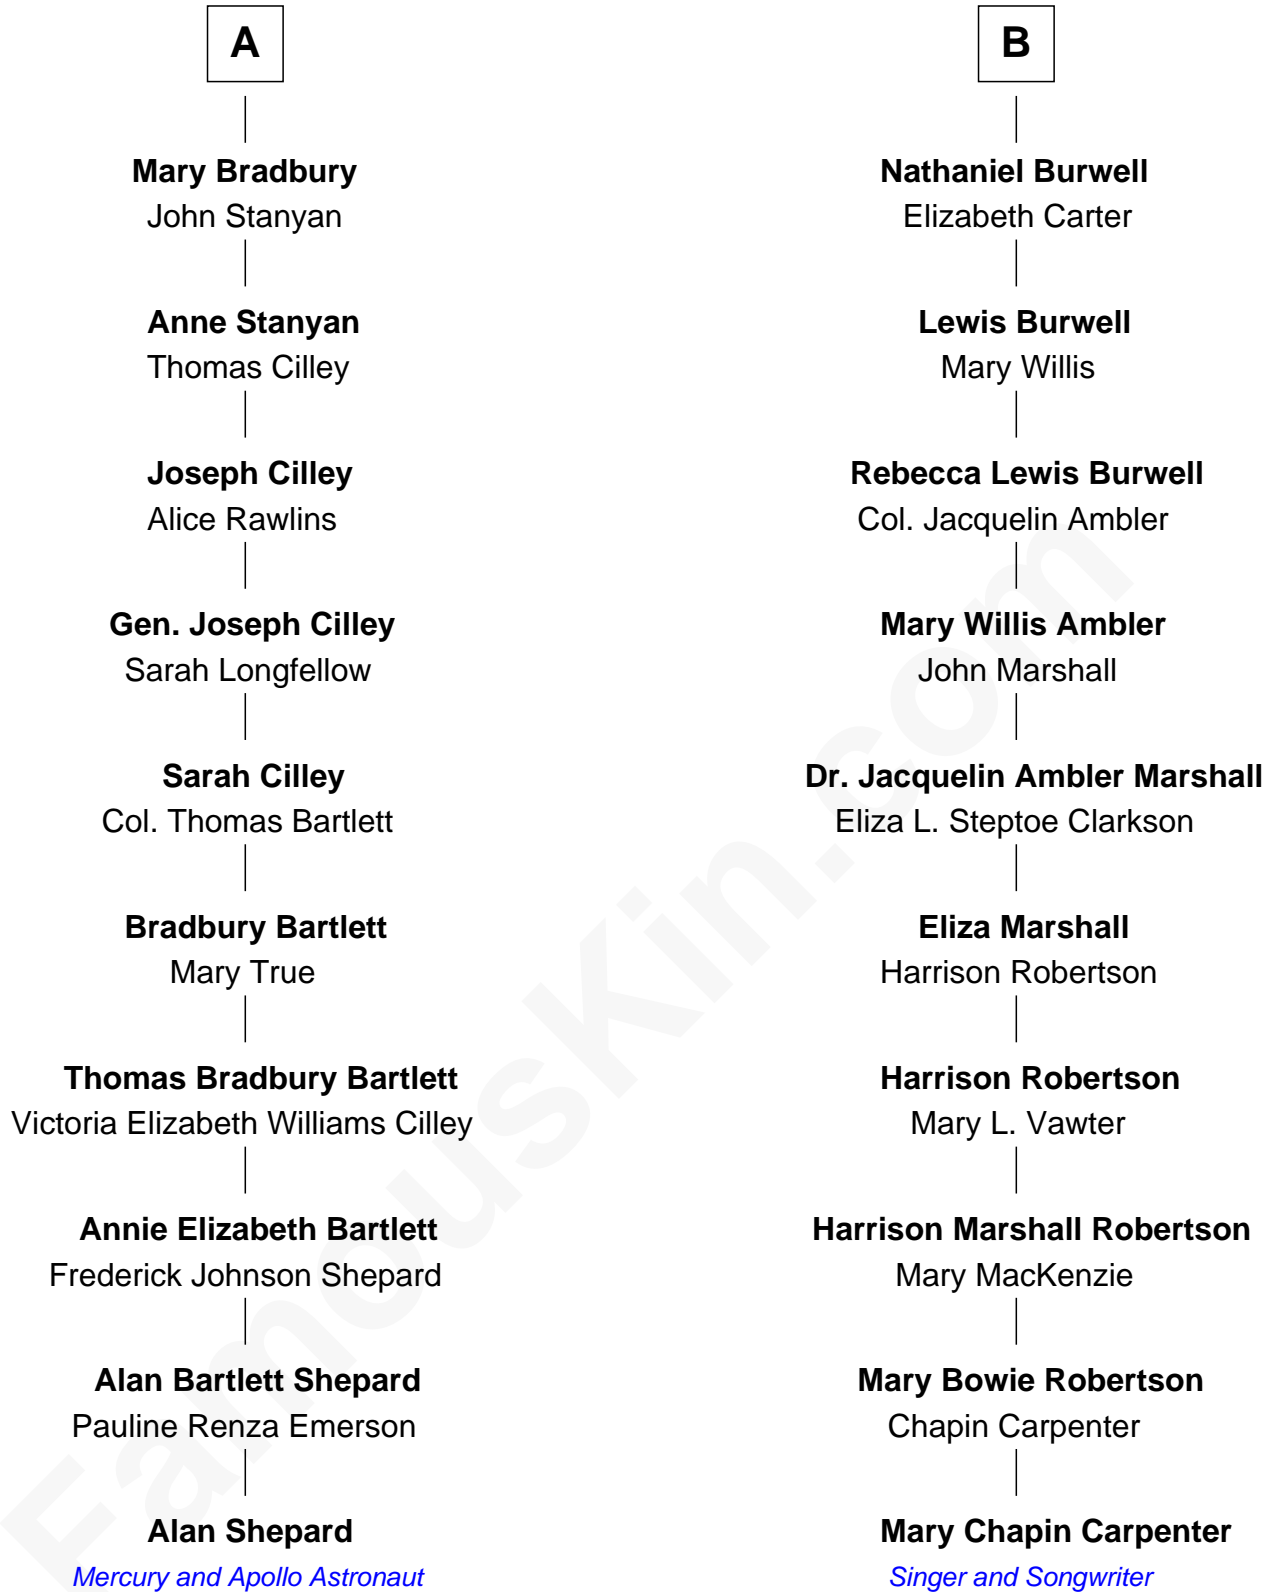 A
Mary Bradbury
John Stanyan
Anne Stanyan
Thomas Cilley
Joseph Cilley
Alice Rawlins
Gen. Joseph Cilley
Sarah Longfellow
Sarah Cilley
Col. Thomas Bartlett
Bradbury Bartlett
Mary True
Thomas Bradbury Bartlett
Victoria Elizabeth Williams Cilley
Annie Elizabeth Bartlett
Frederick Johnson Shepard
Alan Bartlett Shepard
Pauline Renza Emerson
Alan Shepard
Mercury and Apollo Astronaut
B
Nathaniel Burwell
Elizabeth Carter
Lewis Burwell
Mary Willis
Rebecca Lewis Burwell
Col. Jacquelin Ambler
Mary Willis Ambler
John Marshall
Dr. Jacquelin Ambler Marshall
Eliza L. Steptoe Clarkson
Eliza Marshall
Harrison Robertson
Harrison Robertson
Mary L. Vawter
Harrison Marshall Robertson
Mary MacKenzie
Mary Bowie Robertson
Chapin Carpenter
Mary Chapin Carpenter
Singer and Songwriter
FamousKin.com